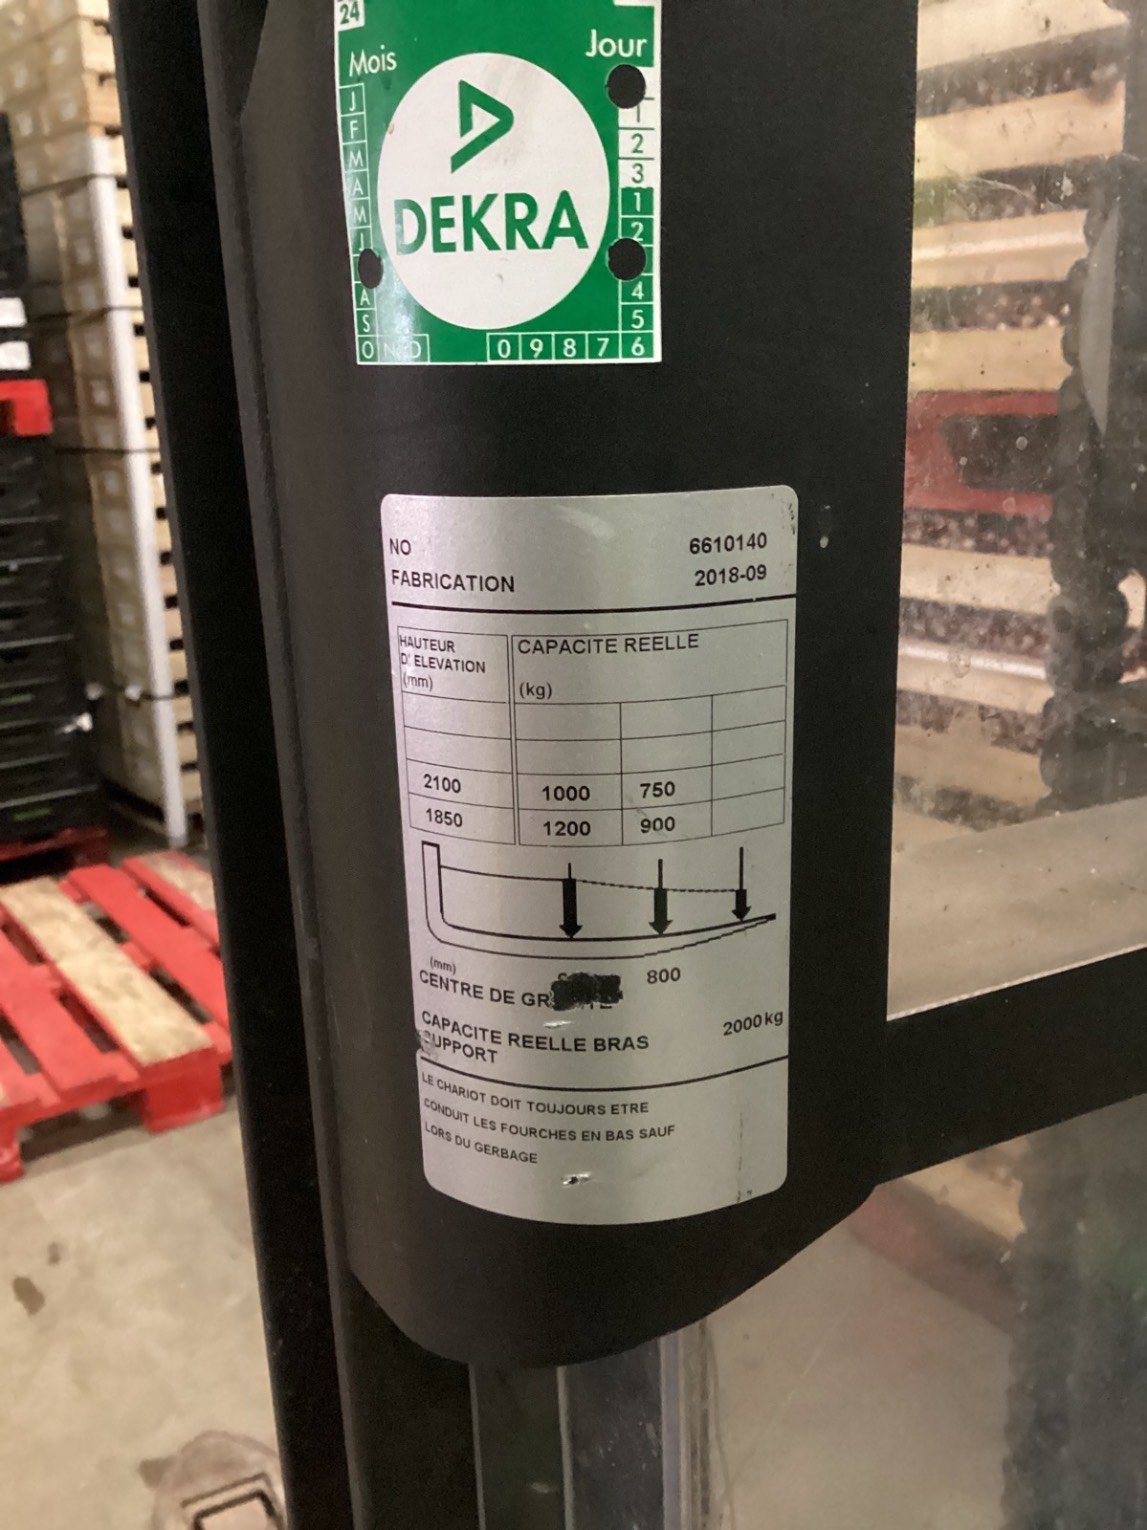 24
Mois Jour
J
F
M
A
M
J
A
S
O N D
1
2
3
1
2
4
5
0 9 8 7 6
DEKRA
NO 6610140
FABRICATION 2018-09
HAUTEUR
D'ELEVATION
(mm)
CAPACITE REELLE
(kg)
2100 1000 750
1850 1200 900
(mm)
CENTRE DE 800
CAPACITE REELLE BRAS
SUPPORT 2000kg
LE CHARIOT DOIT TOUJOURS ETRE
CONDUIT LES FOURCHES EN BAS SAUF
LORS DU GERBAGE